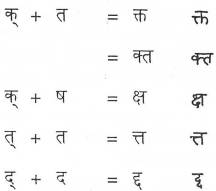 क् + त = क्त क्त
= क्त क्त
क् + ष = क्ष क्ष
त् + त = त्त त्त
द् + द = द्द द्द